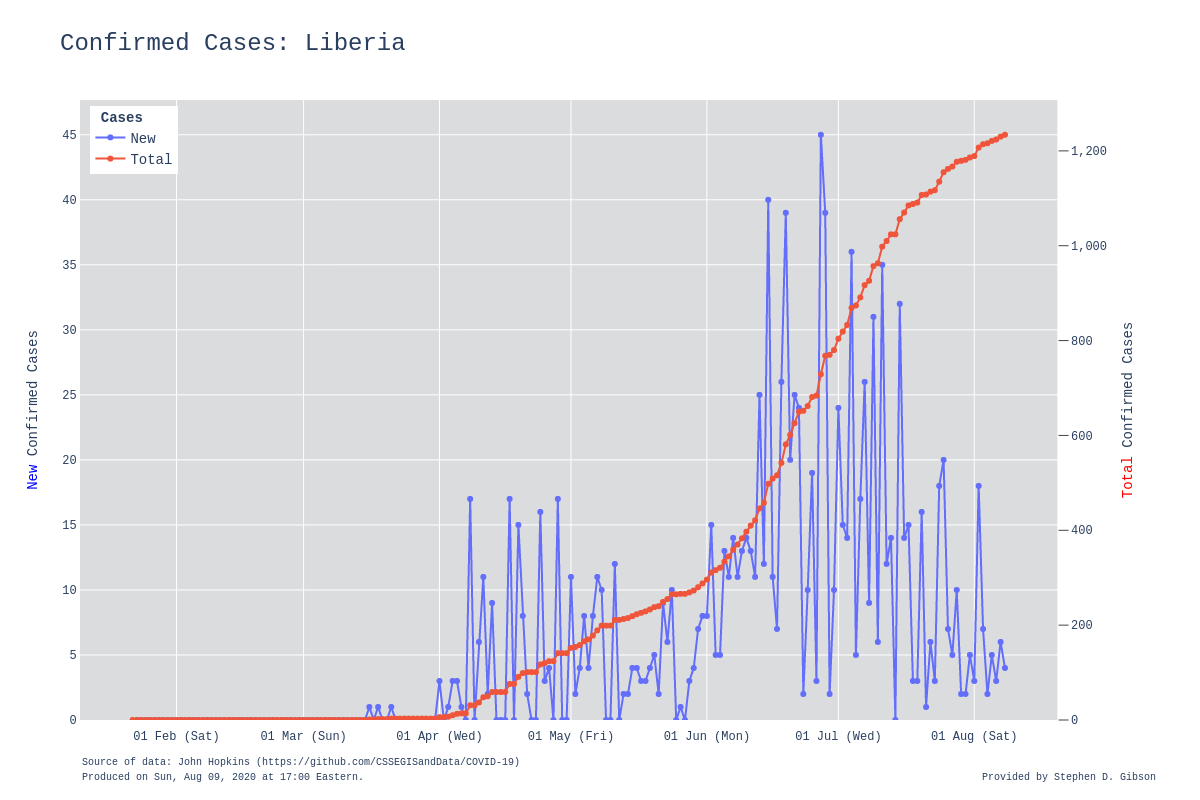 Confirmed Cases: Liberia
Cases
New
Total
45
40
35
30
25
20
15
10
5
0
New Confirmed Cases
1,200
1,000
800
600
400
200
0
Total Confirmed Cases
01 Feb (Sat)
01 Mar (Sun)
01 Apr (Wed)
01 May (Fri)
01 Jun (Mon)
01 Jul (Wed)
01 Aug (Sat)
Source of data: John Hopkins (https://github.com/CSSEGISandData/COVID-19)
Produced on Sun, Aug 09, 2020 at 17:00 Eastern.
Provided by Stephen D. Gibson